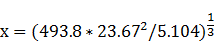 x = (493.8 * 23.67²/5.104)^(1/3)